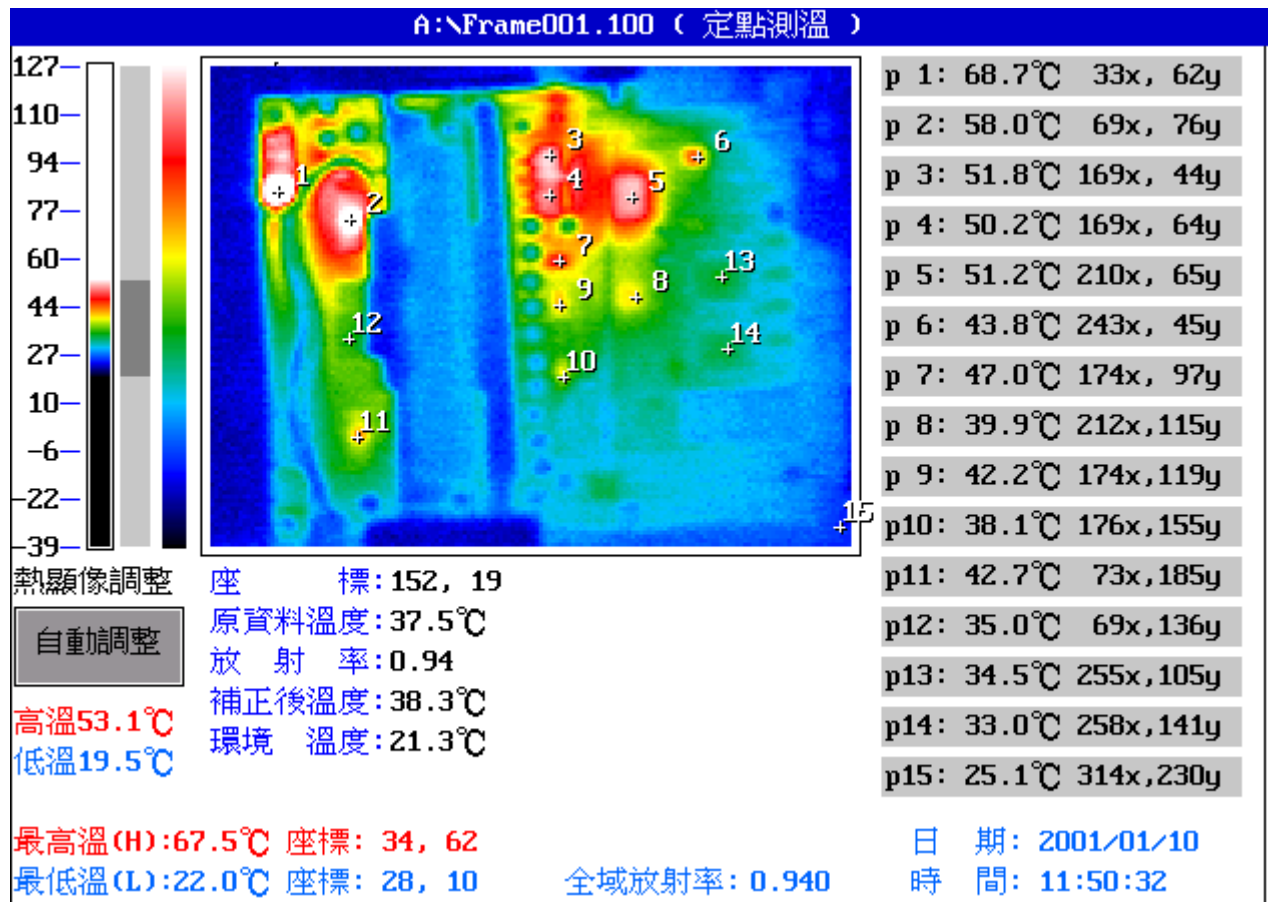 A:\Frame001.100 ( 定點測溫 )
127
110
94
77
60
44
27
10
-6
-22
-39
熱顯像調整
自動調整
高溫53.1℃
低溫19.5℃
1
2
3
4
5
6
7
8
9
10
11
12
13
14
15
座 標:152, 19
原資料溫度:37.5℃
放 射 率:0.94
補正後溫度:38.3℃
環境 溫度:21.3℃
p 1: 68.7℃ 33x, 62y
p 2: 58.0℃ 69x, 76y
p 3: 51.8℃ 169x, 44y
p 4: 50.2℃ 169x, 64y
p 5: 51.2℃ 210x, 65y
p 6: 43.8℃ 243x, 45y
p 7: 47.0℃ 174x, 97y
p 8: 39.9℃ 212x,115y
p 9: 42.2℃ 174x,119y
p10: 38.1℃ 176x,155y
p11: 42.7℃ 73x,185y
p12: 35.0℃ 69x,136y
p13: 34.5℃ 255x,105y
p14: 33.0℃ 258x,141y
p15: 25.1℃ 314x,230y
最高溫(H):67.5℃ 座標: 34, 62
最低溫(L):22.0℃ 座標: 28, 10
全域放射率: 0.940
日 期: 2001/01/10
時 間: 11:50:32